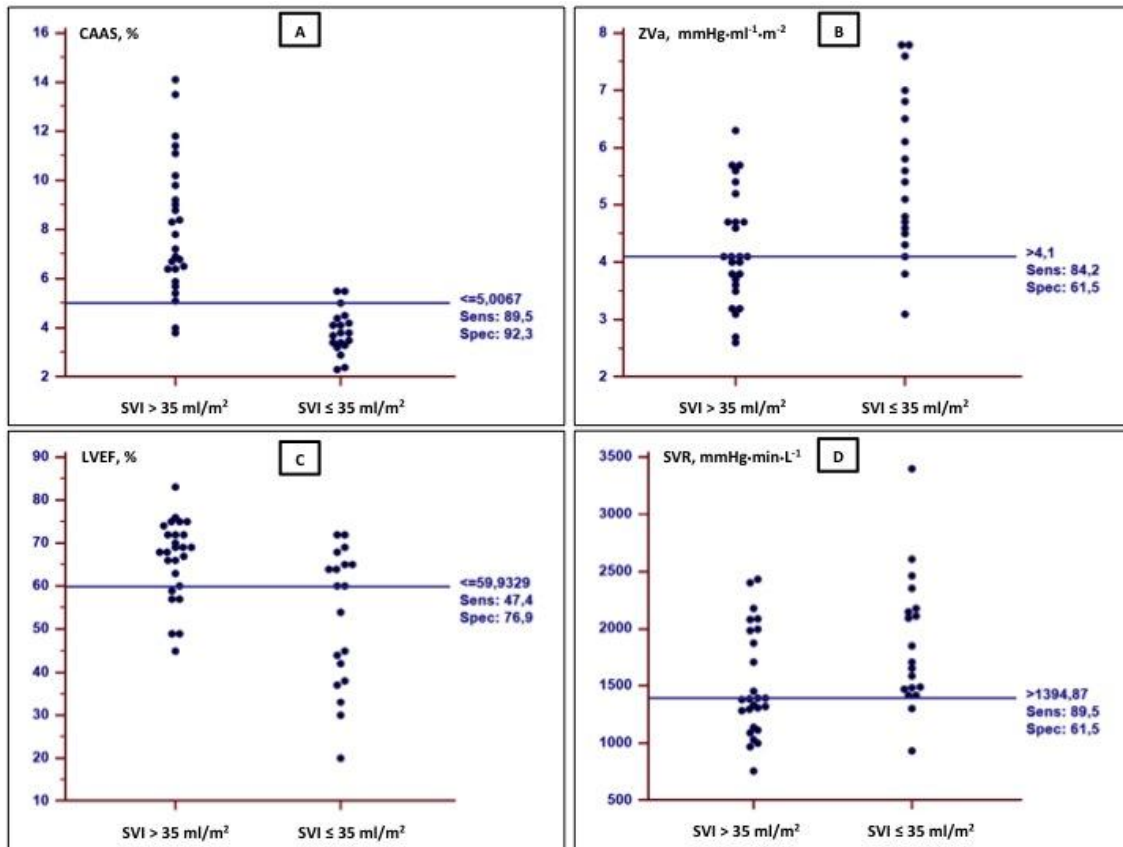 CAAS, %
A
16
14
12
10
8
6
4
2
<=5,0067
Sens: 89,5
Spec: 92,3
SVI > 35 ml/m²
SVI ≤ 35 ml/m²
ZVa, mmHg·ml⁻¹·m⁻²
B
8
7
6
5
4
3
2
>4,1
Sens: 84,2
Spec: 61,5
SVI > 35 ml/m²
SVI ≤ 35 ml/m²
LVEF, %
C
90
80
70
60
50
40
30
20
10
<=59,9329
Sens: 47,4
Spec: 76,9
SVI > 35 ml/m²
SVI ≤ 35 ml/m²
SVR, mmHg·min·L⁻¹
D
3500
3000
2500
2000
1500
1000
500
>1394,87
Sens: 89,5
Spec: 61,5
SVI > 35 ml/m²
SVI ≤ 35 ml/m²